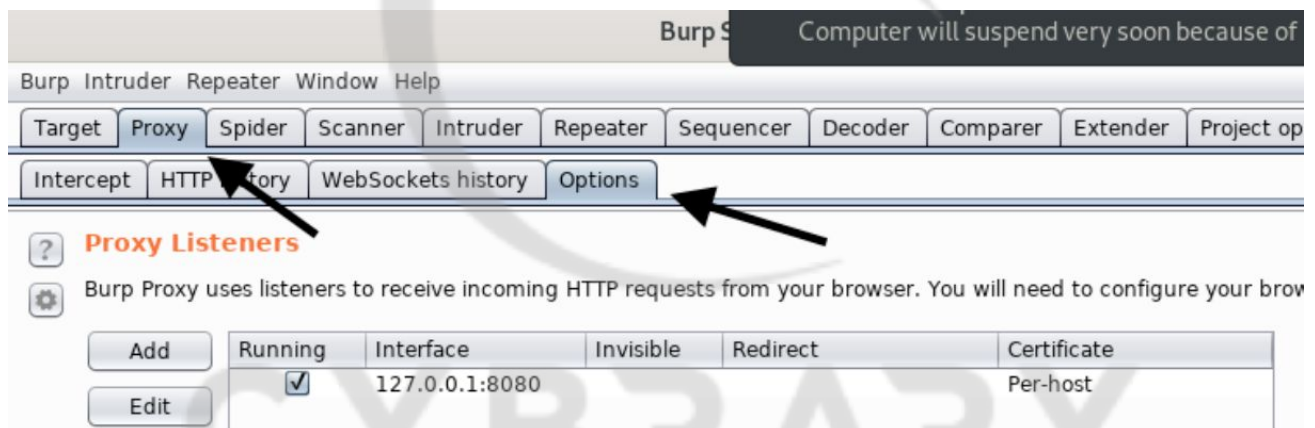 Burp S
Computer will suspend very soon because of
Burp Intruder Repeater Window Help
Target Proxy Spider Scanner Intruder Repeater Sequencer Decoder Comparer Extender Project op
Intercept HTTP WebSockets history Options
Proxy Listeners
Burp Proxy uses listeners to receive incoming HTTP requests from your browser. You will need to configure your brow
Add Running Interface Invisible Redirect Certificate
127.0.0.1:8080 Per-host
Edit
CYBRARY